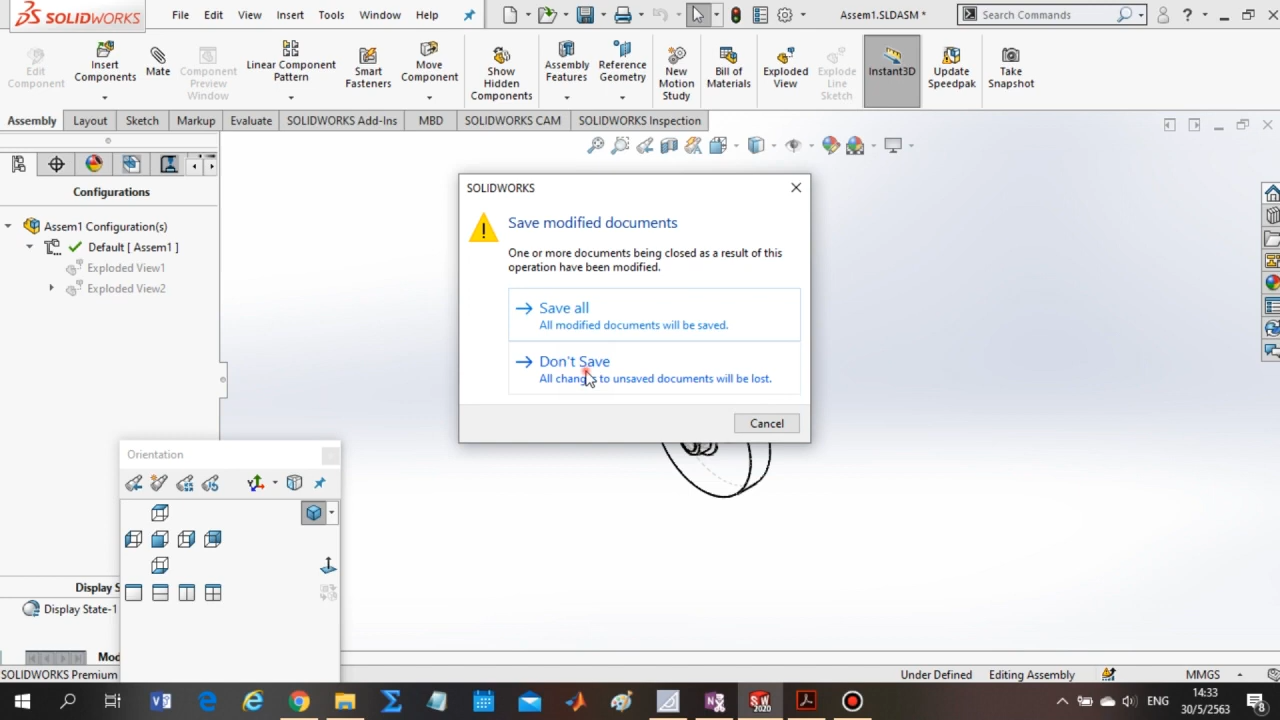 SOLIDWORKS
File Edit View Insert Tools Window Help
Assem1.SLDASM *
Search Commands
?
Edit Component
Insert Components
Mate
Component Preview Window
Linear Component Pattern
Smart Fasteners
Move Component
Show Hidden Components
Assembly Features
Reference Geometry
New Motion Study
Bill of Materials
Exploded View
Explode Line Sketch
Instant3D
Update Speedpak
Take Snapshot
Assembly Layout Sketch Markup Evaluate SOLIDWORKS Add-Ins MBD SOLIDWORKS CAM SOLIDWORKS Inspection
Configurations
Assem1 Configuration(s)
Default [ Assem1 ]
Exploded View1
Exploded View2
SOLIDWORKS
Save modified documents
One or more documents being closed as a result of this
operation have been modified.
Save all
All modified documents will be saved.
Don't Save
All changes to unsaved documents will be lost.
Cancel
Orientation
Display S
Display State-1
Mod
SOLIDWORKS Premium
Under Defined Editing Assembly MMGS
ENG
14:33
30/5/2563
8